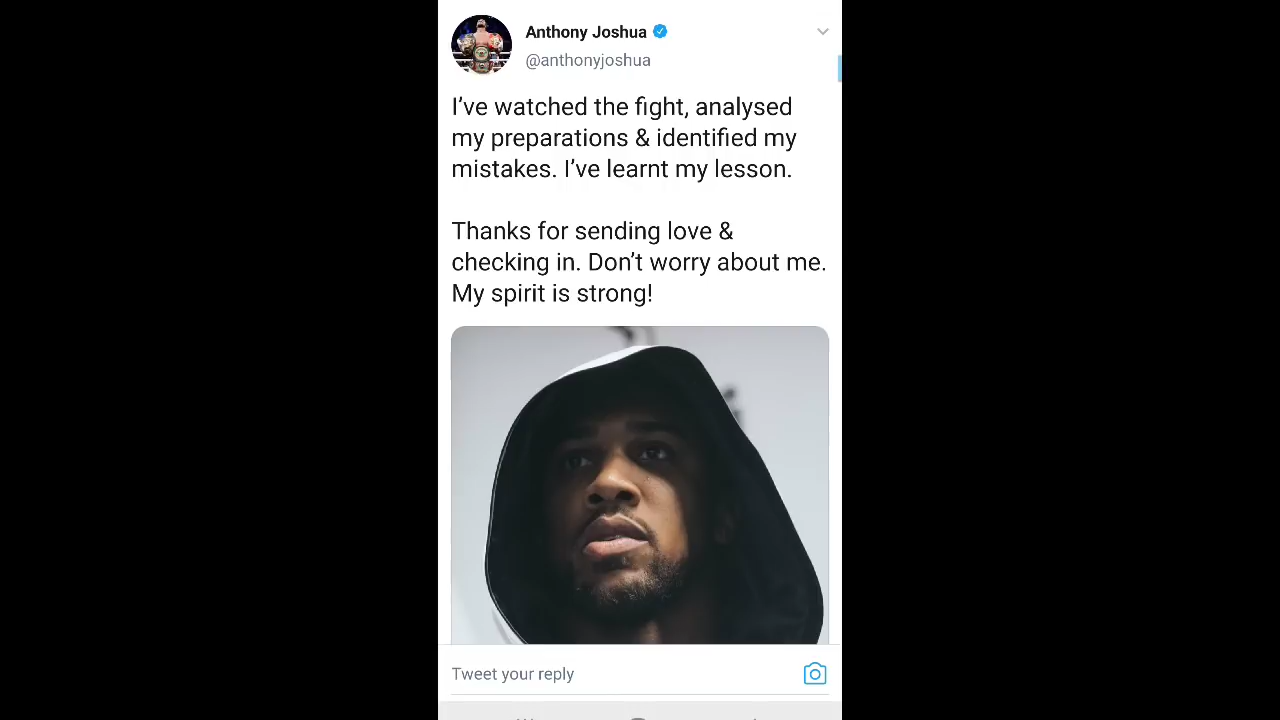 Anthony Joshua
@anthonyjoshua
I’ve watched the fight, analysed
my preparations & identified my
mistakes. I’ve learnt my lesson.
Thanks for sending love &
checking in. Don’t worry about me.
My spirit is strong!
Tweet your reply